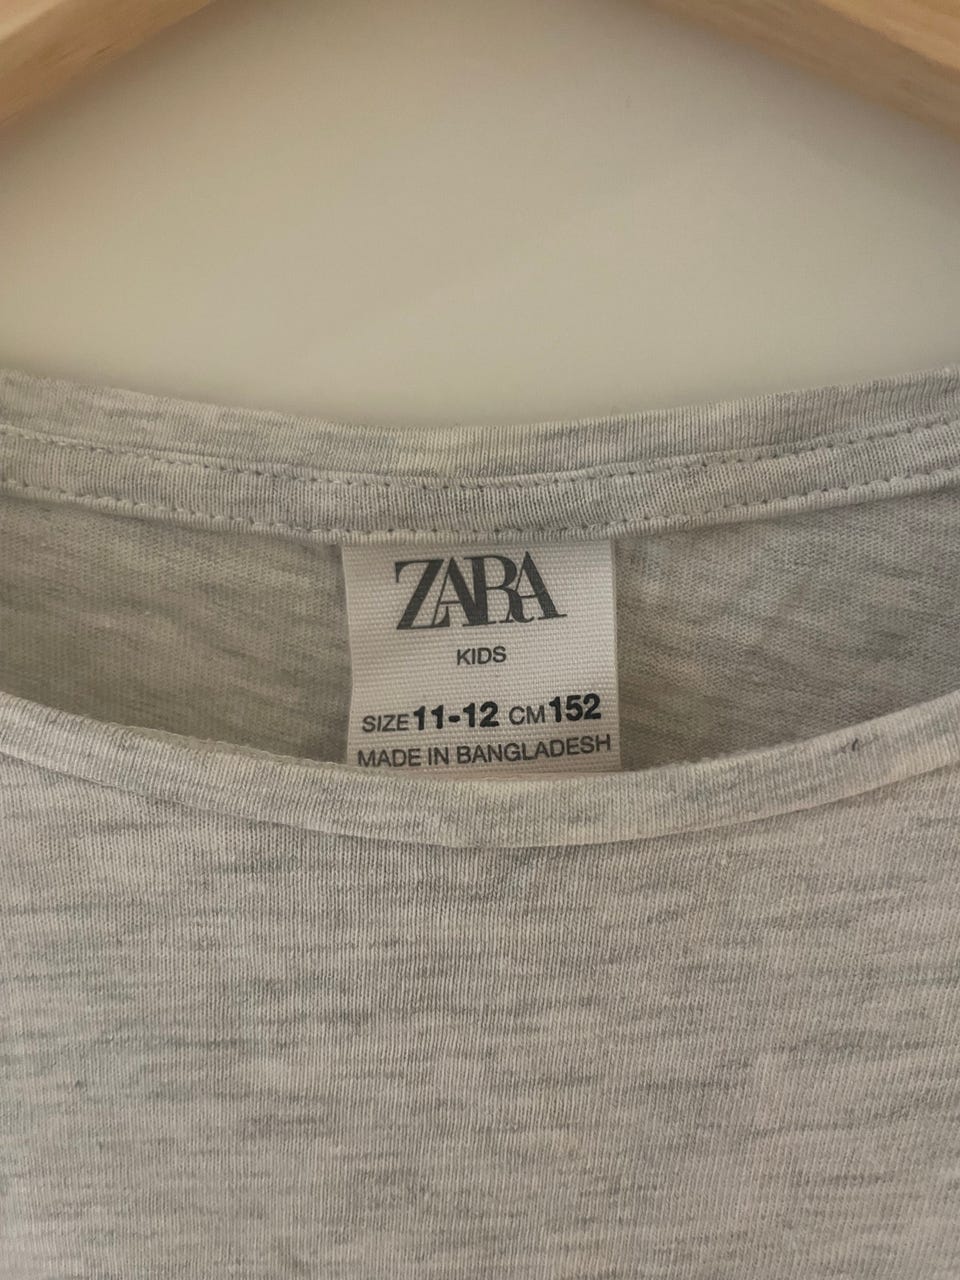 ZARA
KIDS
SIZE 11-12 CM 152
MADE IN BANGLADESH